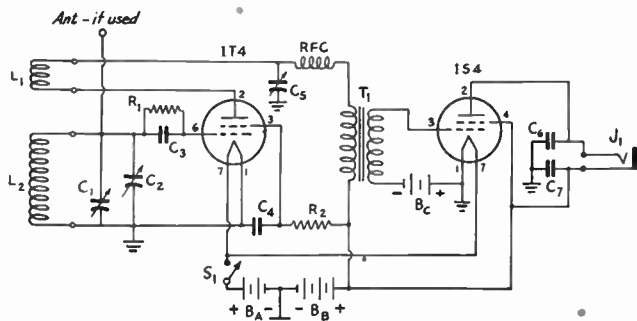 Ant - if used
1T4
RFC
1S4
L1
C5
T1
2
2
R1
6
3
3
4
C3
C6
J1
7
1
1
7
C7
L2
C1
C2
C4
R2
- BC +
S1
+ BA -
- BB +